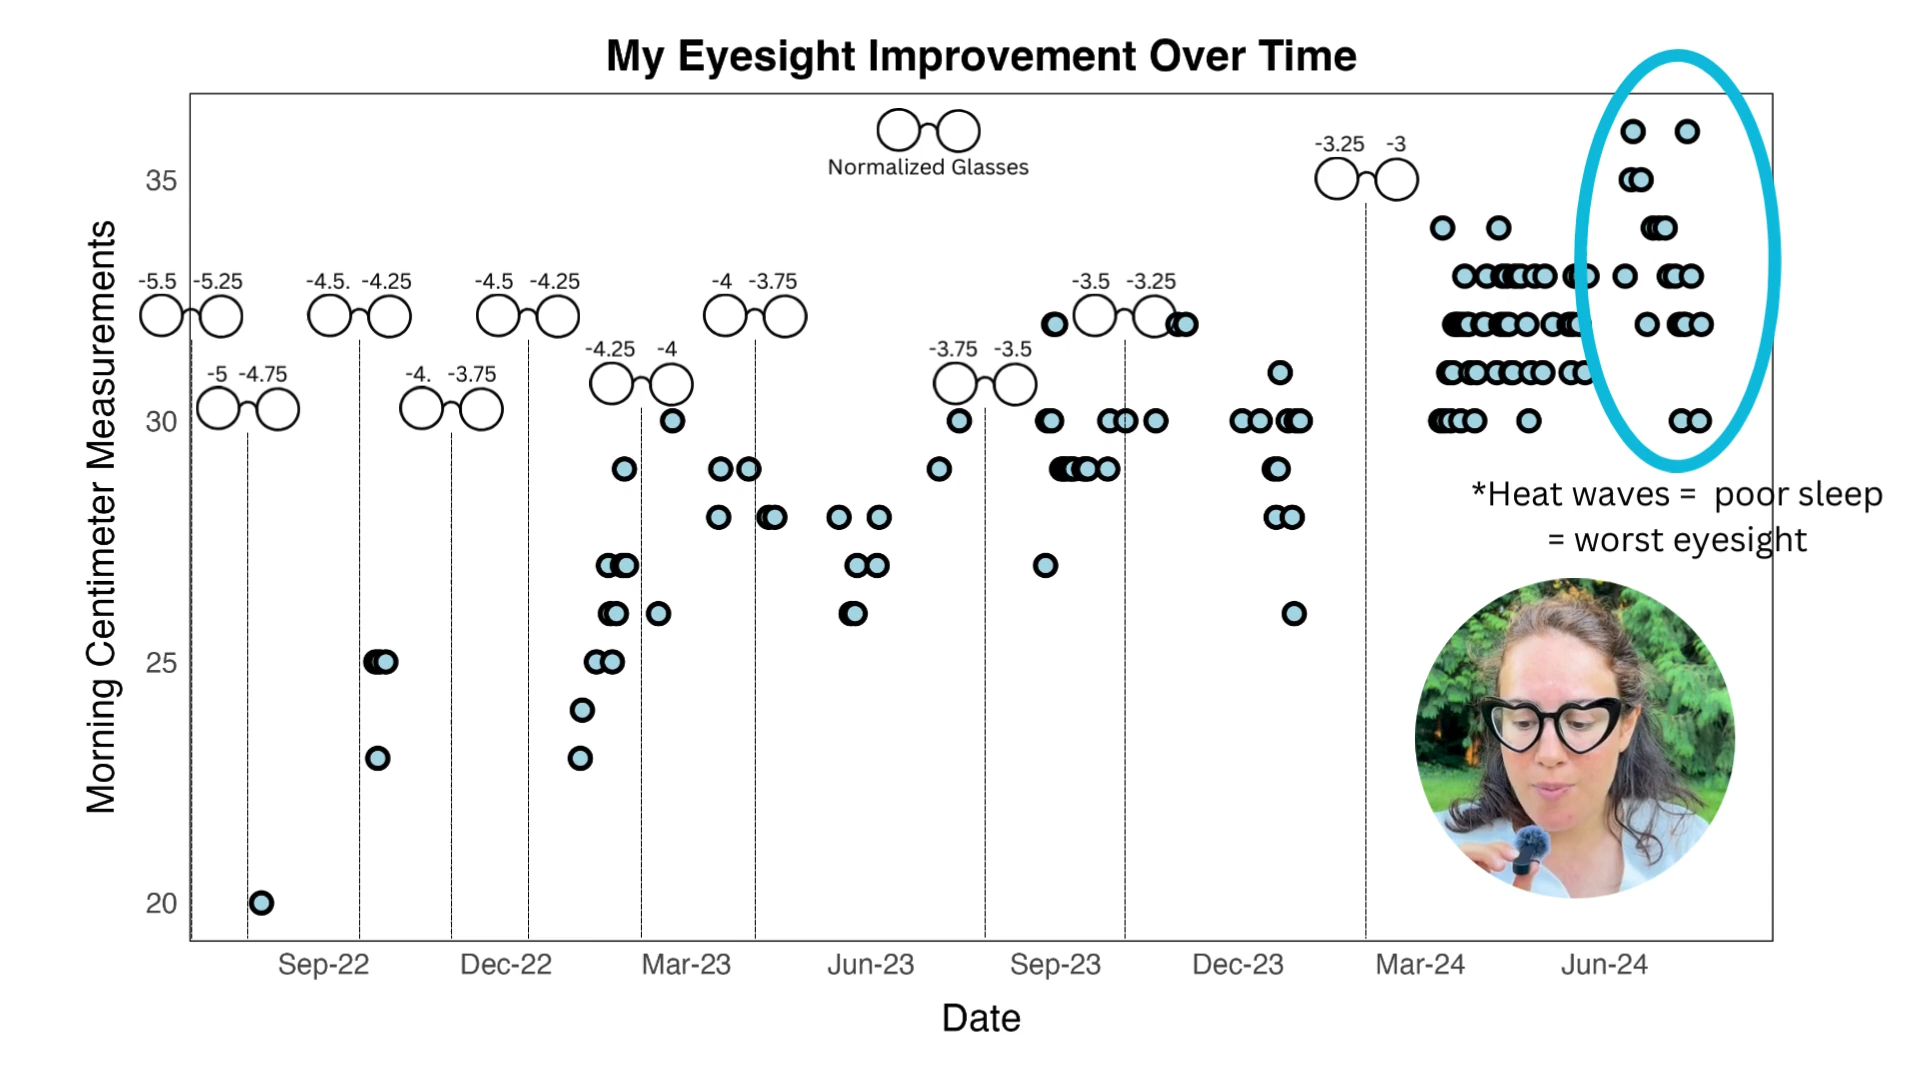 My Eyesight Improvement Over Time
Normalized Glasses
-3.25 -3
35
-5.5 -5.25
-4.5. -4.25
-4.5 -4.25
-4 -3.75
-3.5 -3.25
-4.25 -4
-3.75 -3.5
-5 -4.75
-4. -3.75
30
*Heat waves = poor sleep
= worst eyesight
25
20
Morning Centimeter Measurements
Sep-22 Dec-22 Mar-23 Jun-23 Sep-23 Dec-23 Mar-24 Jun-24
Date